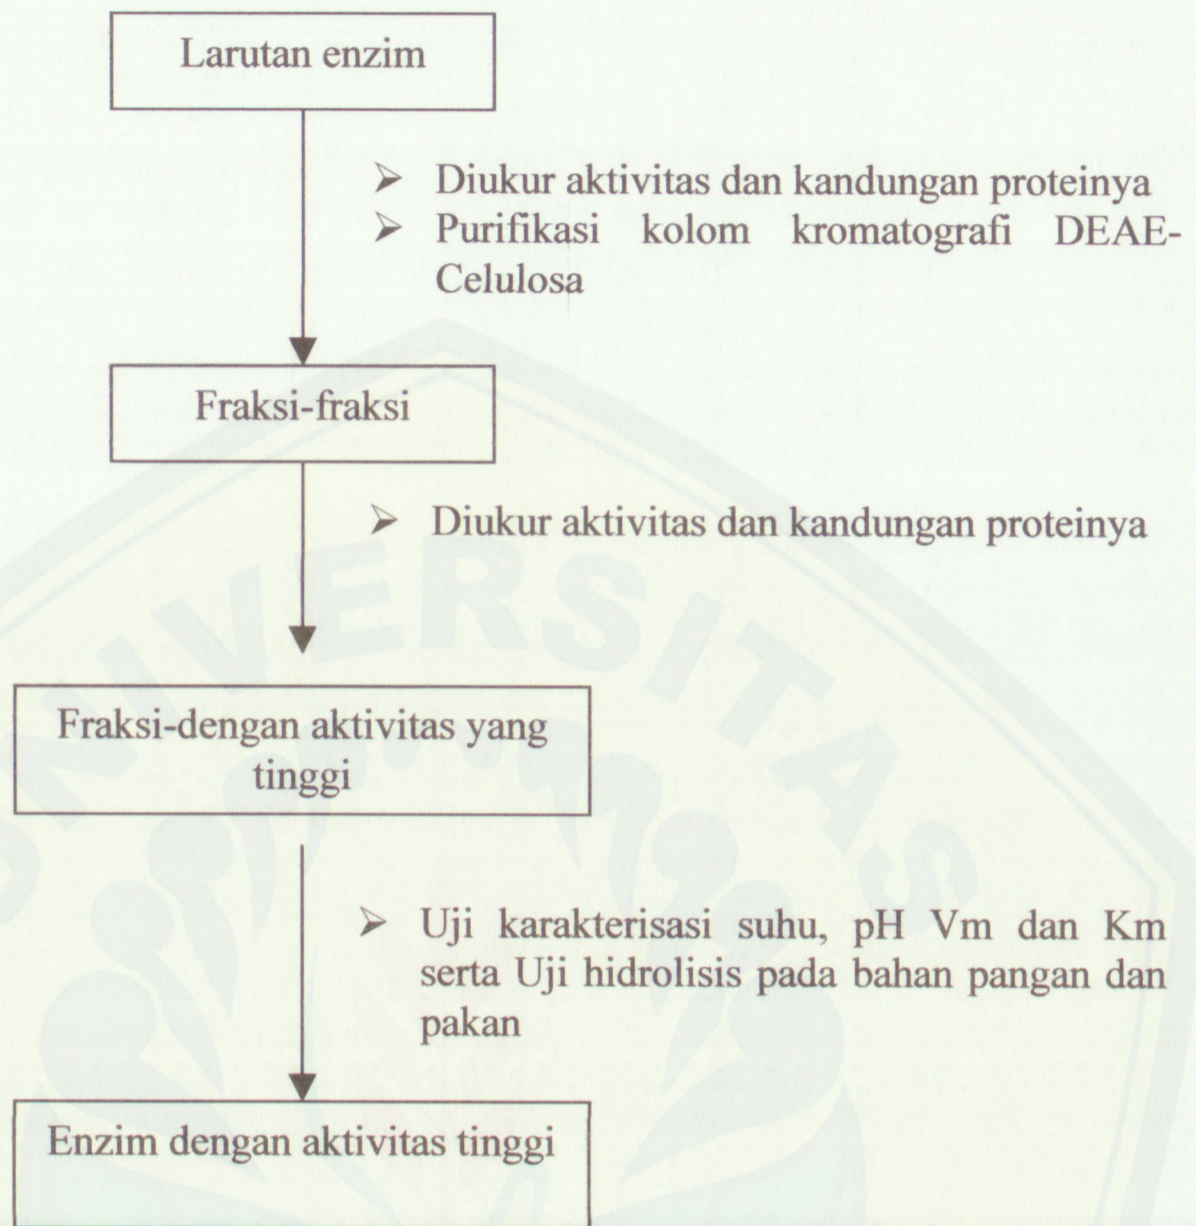 Larutan enzim
➢ Diukur aktivitas dan kandungan proteinya
➢ Purifikasi kolom kromatografi DEAE-
Celulosa
Fraksi-fraksi
➢ Diukur aktivitas dan kandungan proteinya
Fraksi-dengan aktivitas yang
tinggi
➢ Uji karakterisasi suhu, pH Vm dan Km
serta Uji hidrolisis pada bahan pangan dan
pakan
Enzim dengan aktivitas tinggi
UNIVERSITAS